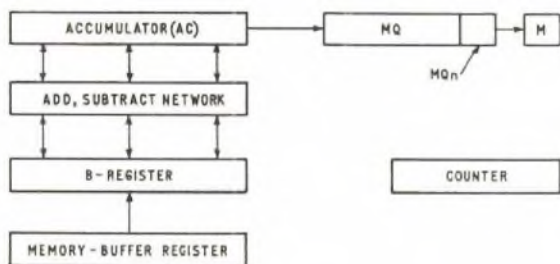 ACCUMULATOR (AC)
MQ
M
MQn
ADD, SUBTRACT NETWORK
B-REGISTER
COUNTER
MEMORY-BUFFER REGISTER